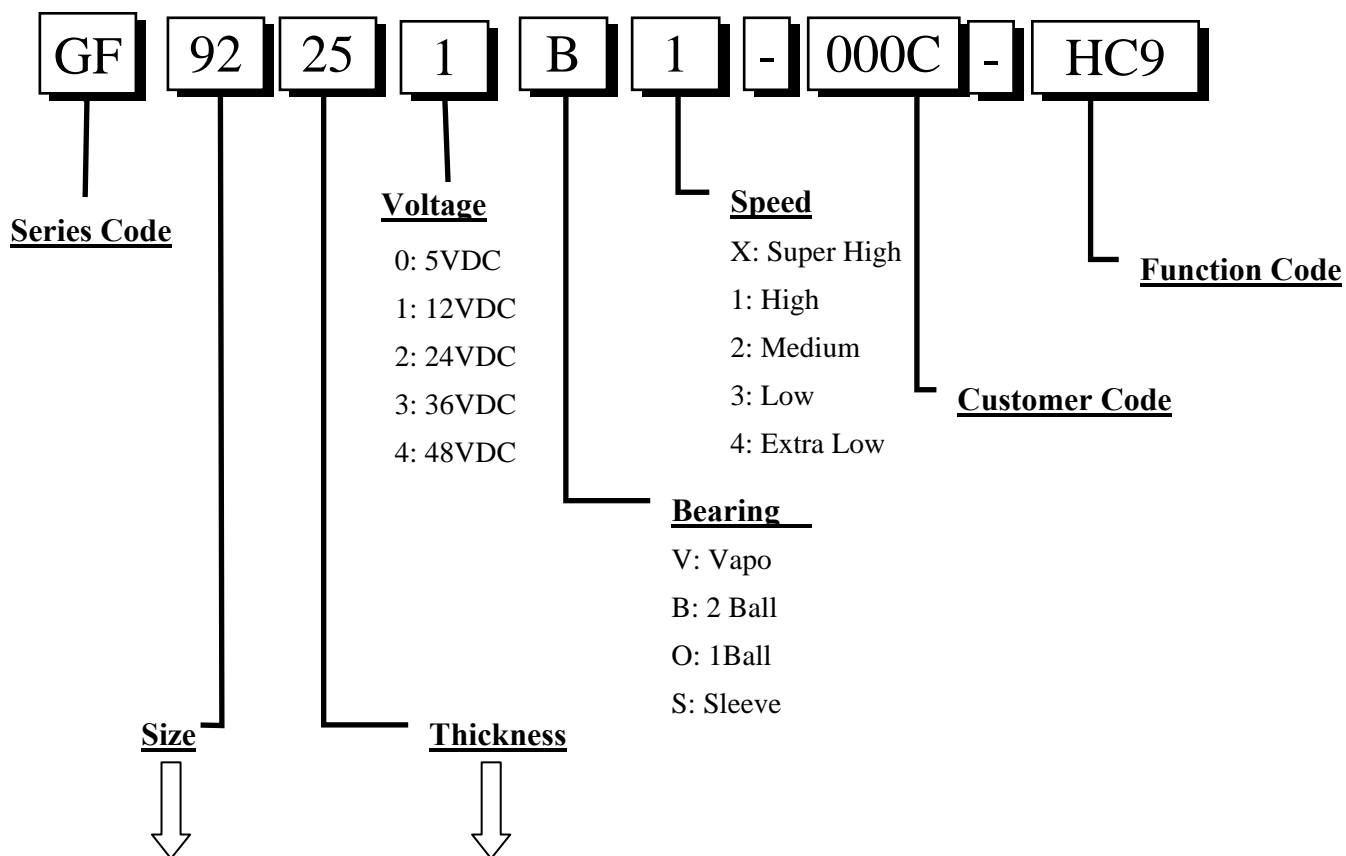 GF 92 25 1 B 1 - 000C - HC9
Series Code
Voltage
0: 5VDC
1: 12VDC
2: 24VDC
3: 36VDC
4: 48VDC
Speed
X: Super High
1: High
2: Medium
3: Low
4: Extra Low
Function Code
Customer Code
Bearing
V: Vapo
B: 2 Ball
O: 1Ball
S: Sleeve
Size
Thickness